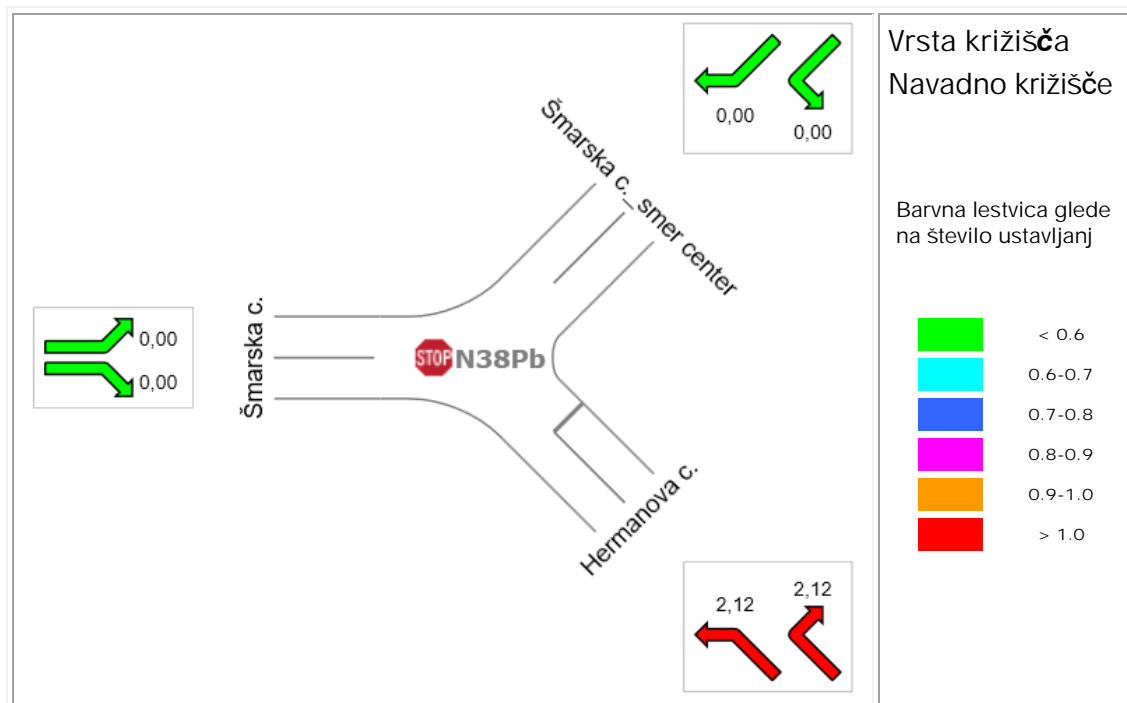 0,00
0,00
Šmarska c._smer center
0,00
0,00
Šmarska c.
STOP N38Pb
Hermanova c.
2,12
2,12
Vrsta križišča
Navadno križišče
Barvna lestvica glede
na število ustavljanj
< 0.6
0.6-0.7
0.7-0.8
0.8-0.9
0.9-1.0
> 1.0